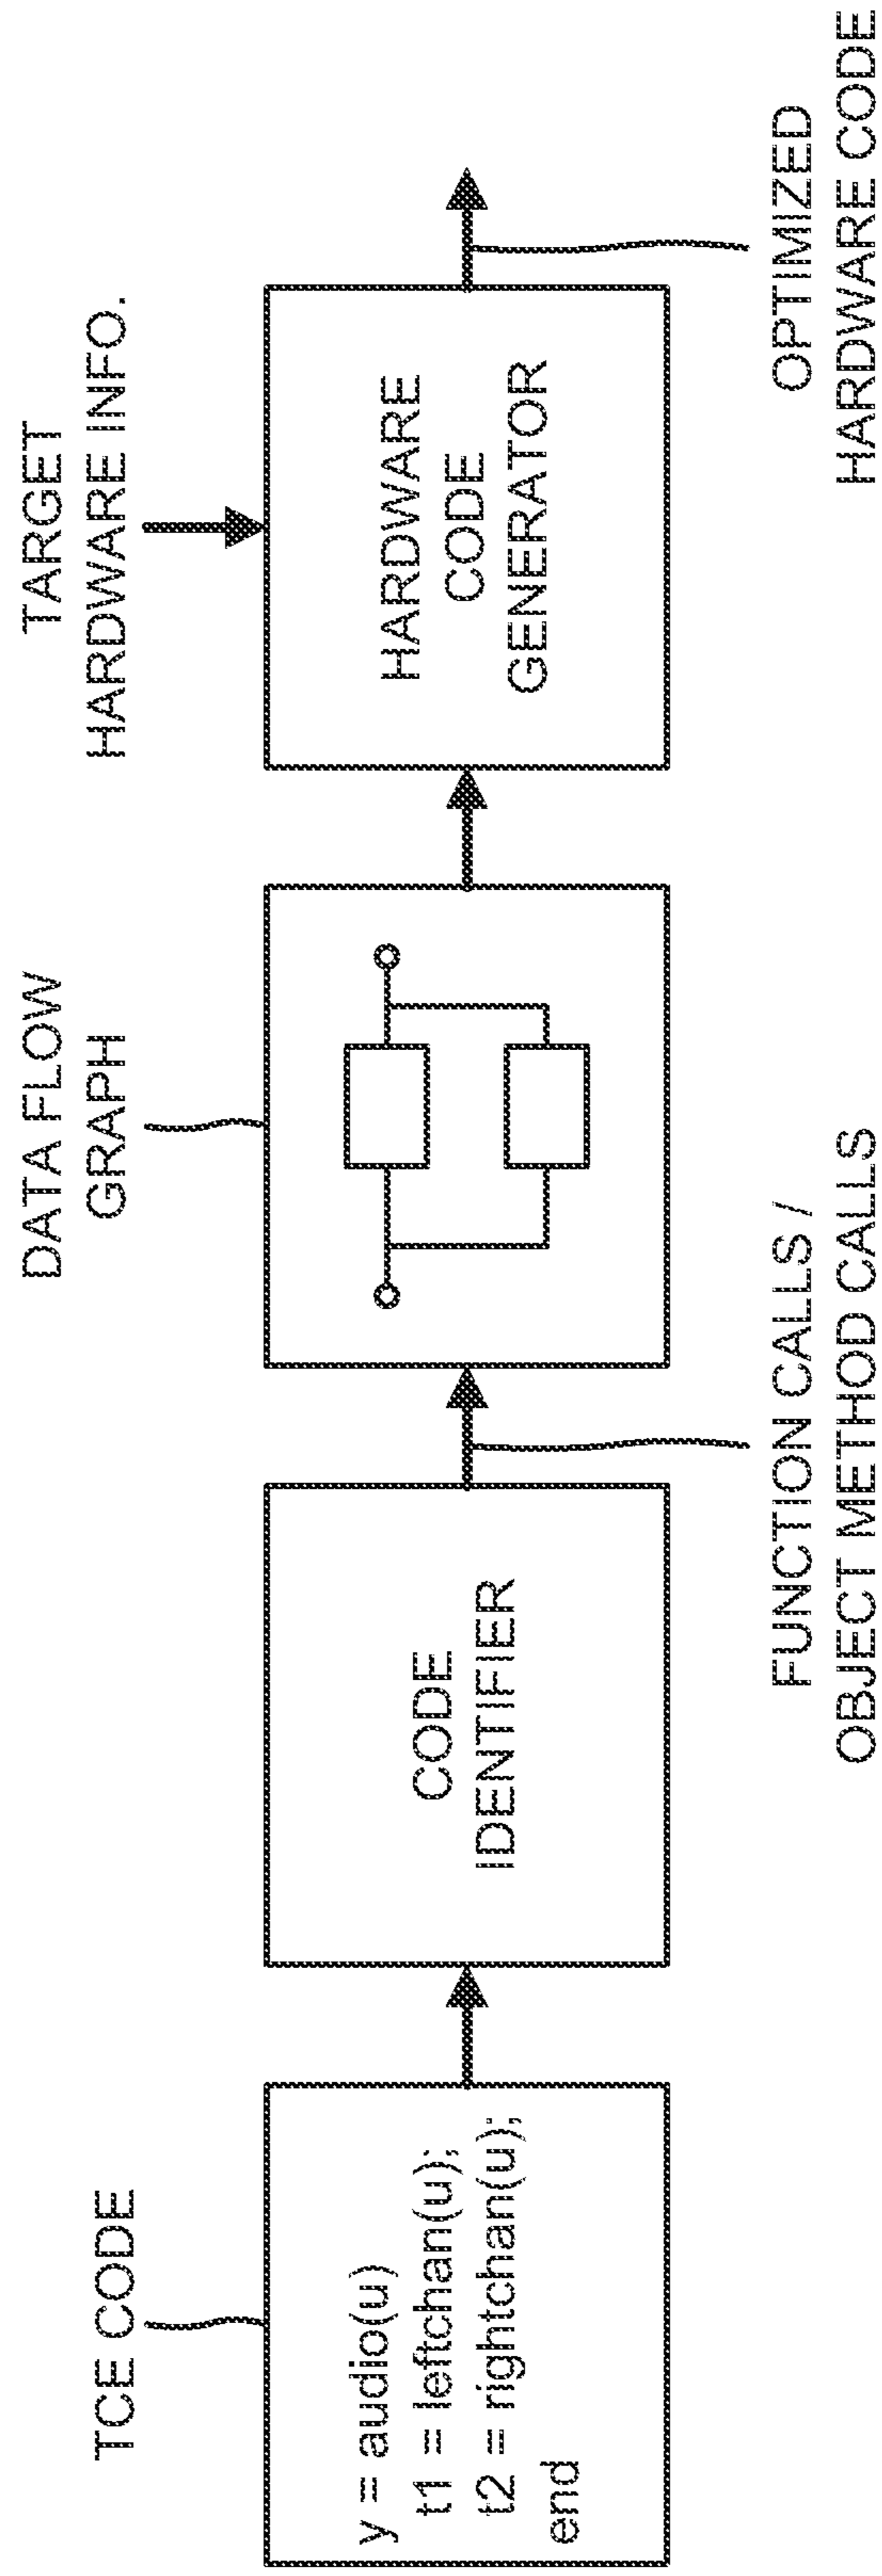 TCE CODE
y = audio(u)
t1 = leftchan(u);
t2 = rightchan(u);
end
CODE
IDENTIFIER
FUNCTION CALLS /
OBJECT METHOD CALLS
DATA FLOW
GRAPH
TARGET
HARDWARE INFO.
HARDWARE
CODE
GENERATOR
OPTIMIZED
HARDWARE CODE